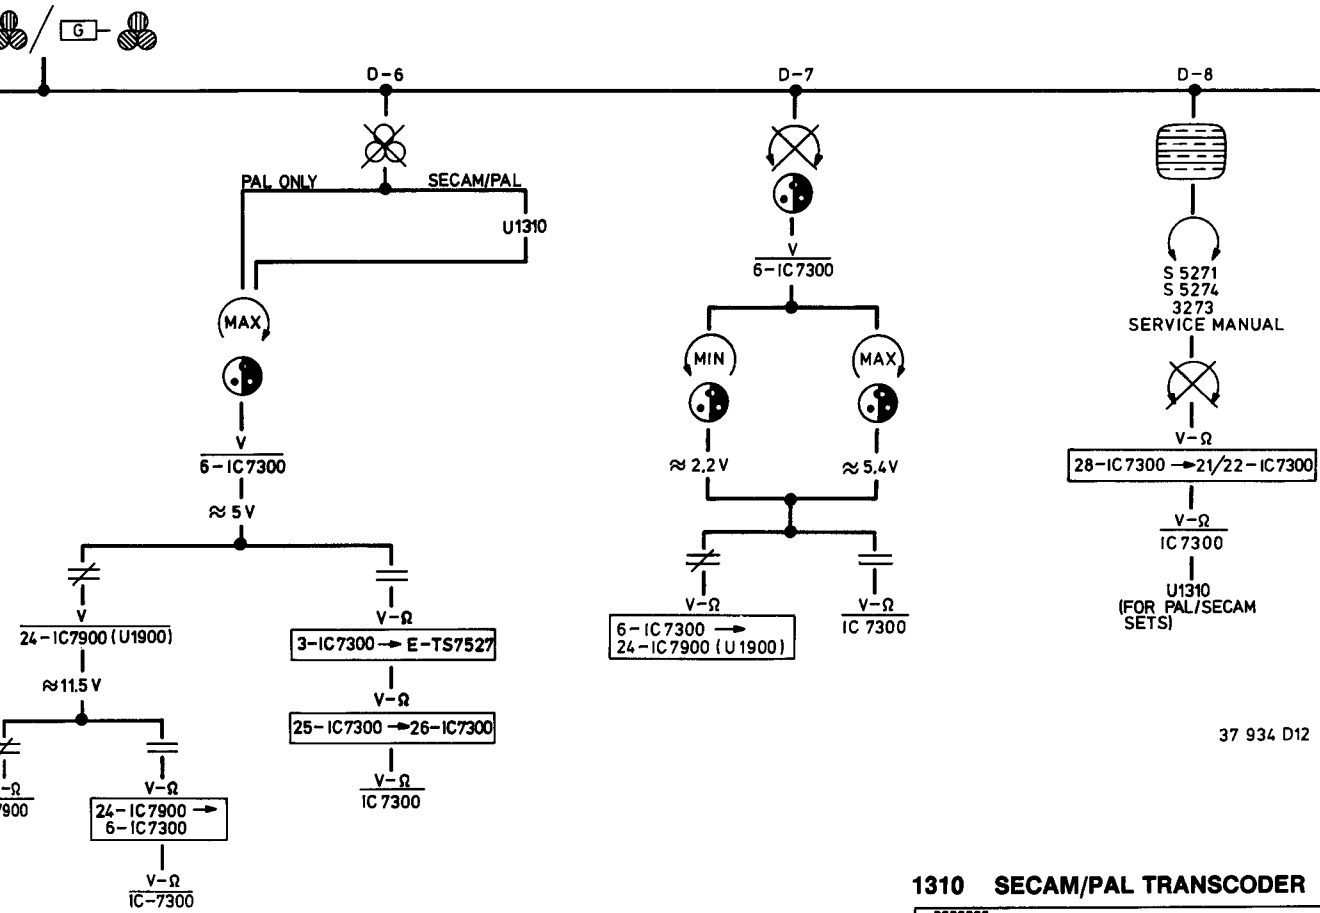 G
D-6
D-7
D-8
PAL ONLY
SECAM/PAL
U1310
MAX
V
6-IC7300
≈ 5V
V
24-IC7900 (U1900)
≈11.5V
V-Ω
24-IC7900 →
6-IC7300
V-Ω
IC-7300
V-Ω
3-IC7300 → E-TS7527
V-Ω
25-IC7300 → 26-IC7300
V-Ω
IC7300
V
6-IC7300
MIN
MAX
≈ 2,2V
≈ 5,4V
V-Ω
6-IC7300 →
24-IC7900 (U1900)
V-Ω
IC 7300
S 5271
S 5274
3273
SERVICE MANUAL
V-Ω
28-IC7300 → 21/22-IC7300
V-Ω
IC7300
U1310
(FOR PAL/SECAM
SETS)
37 934 D12
1310 SECAM/PAL TRANSCODER